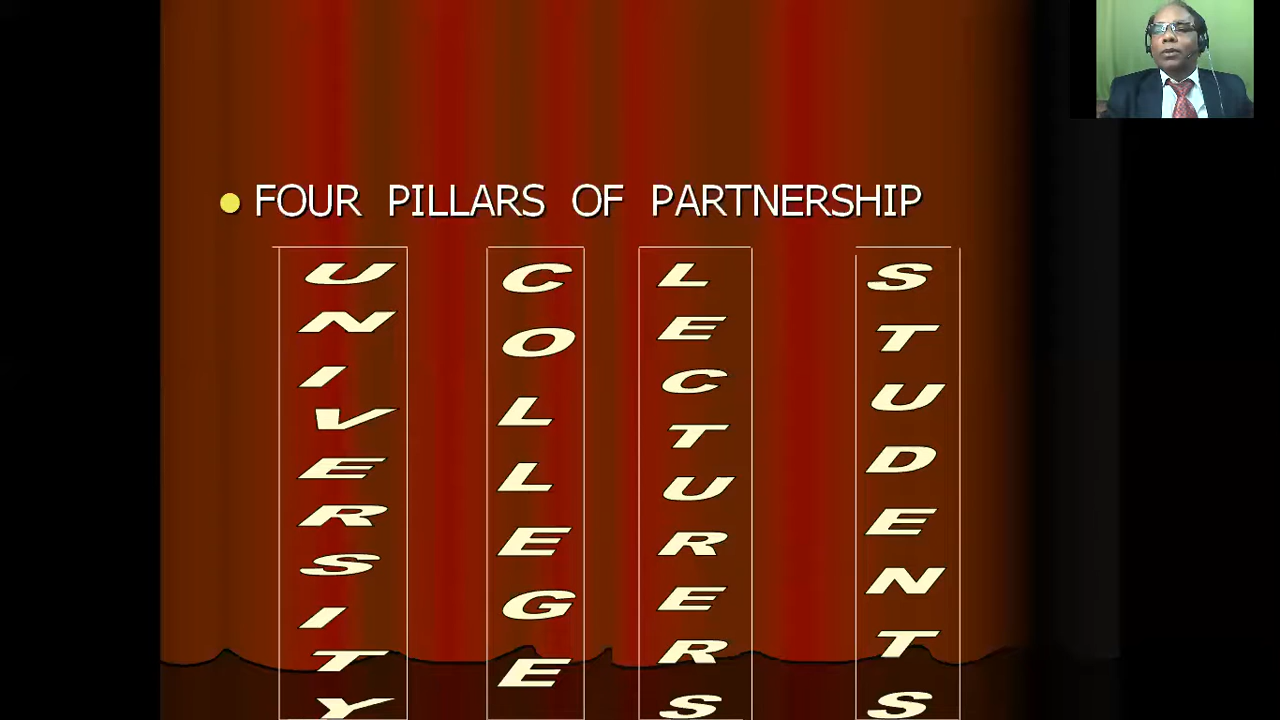 FOUR PILLARS OF PARTNERSHIP
UNIVERSITY
COLLEGE
LECTURERS
STUDENTS